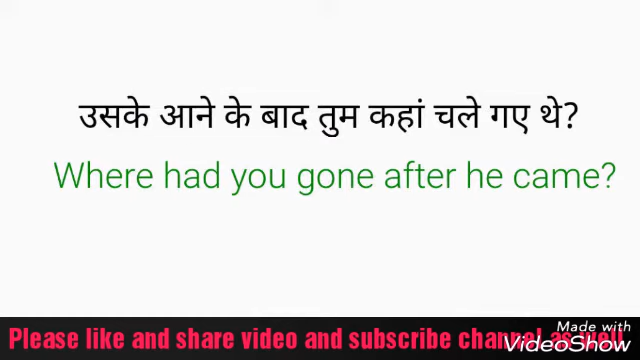 उसके आने के बाद तुम कहां चले गए थे?
Where had you gone after he came?
Made with
Please like and share video and subscribe channel as well
VideoShow